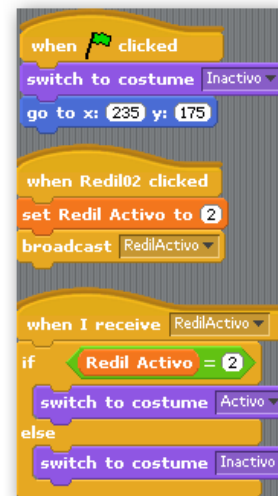 when clicked
switch to costume Inactivo
go to x: 235 y: 175
when Redil02 clicked
set Redil Activo to 2
broadcast RedilActivo
when I receive RedilActivo
if Redil Activo = 2
switch to costume Activo
else
switch to costume Inactivo